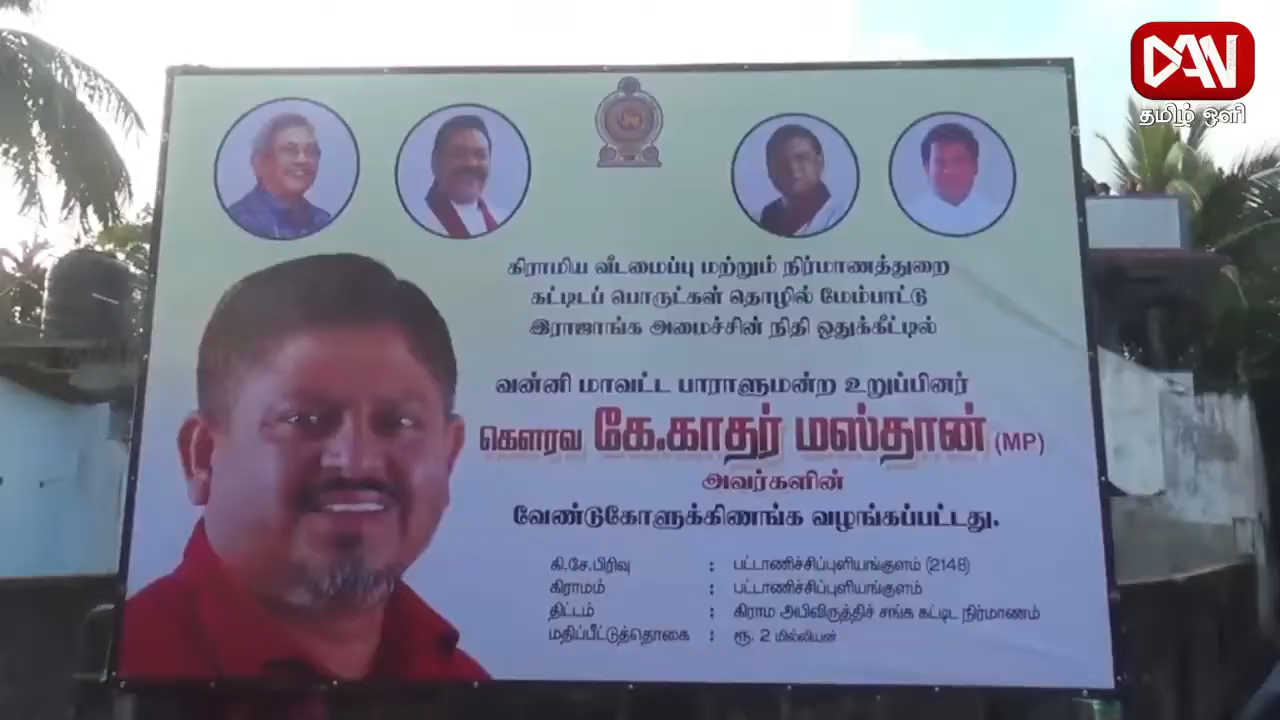 DAN
தமிழ் ஒளி
கிராமிய வீடமைப்பு மற்றும் நிர்மாணத்துறை
கட்டிடப் பொருட்கள் தொழில் மேம்பாட்டு
இராஜாங்க அமைச்சின் நிதி ஒதுக்கீட்டில்
வன்னி மாவட்ட பாராளுமன்ற உறுப்பினர்
கௌரவ கே.காதர் மஸ்தான் (MP)
அவர்களின்
வேண்டுகோளுக்கிணங்க வழங்கப்பட்டது.
கி.சே.பிரிவு : பட்டாணிச்சிப்புளியங்குளம் (214B)
கிராமம் : பட்டாணிச்சிப்புளியங்குளம்
திட்டம் : கிராம அபிவிருத்திச் சங்க கட்டிட நிர்மாணம்
மதிப்பீட்டுத்தொகை : ரூ. 2 மில்லியன்